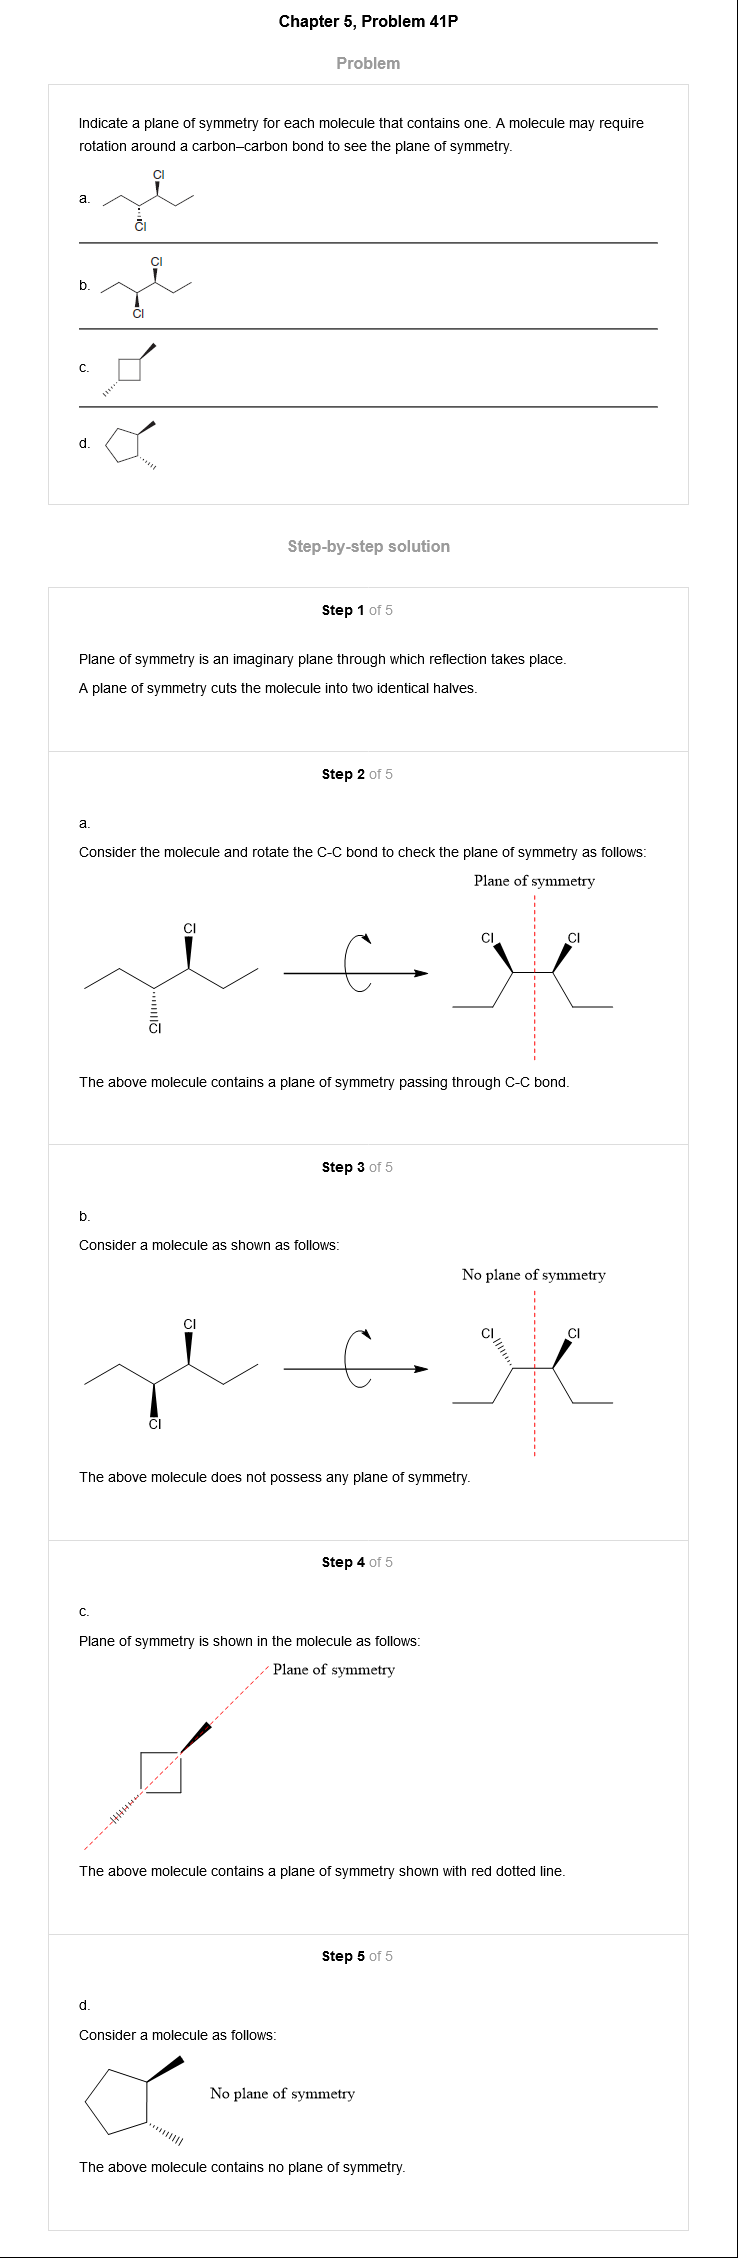 Chapter 5, Problem 41P
Problem
Indicate a plane of symmetry for each molecule that contains one. A molecule may require
rotation around a carbon–carbon bond to see the plane of symmetry.
Cl
a.
Cl
Cl
b.
Cl
c.
d.
Step-by-step solution
Step 1 of 5
Plane of symmetry is an imaginary plane through which reflection takes place.
A plane of symmetry cuts the molecule into two identical halves.
Step 2 of 5
a.
Consider the molecule and rotate the C-C bond to check the plane of symmetry as follows:
Plane of symmetry
Cl
Cl Cl
Cl
The above molecule contains a plane of symmetry passing through C-C bond.
Step 3 of 5
b.
Consider a molecule as shown as follows:
No plane of symmetry
Cl
Cl Cl
Cl
The above molecule does not possess any plane of symmetry.
Step 4 of 5
c.
Plane of symmetry is shown in the molecule as follows:
Plane of symmetry
The above molecule contains a plane of symmetry shown with red dotted line.
Step 5 of 5
d.
Consider a molecule as follows:
No plane of symmetry
The above molecule contains no plane of symmetry.